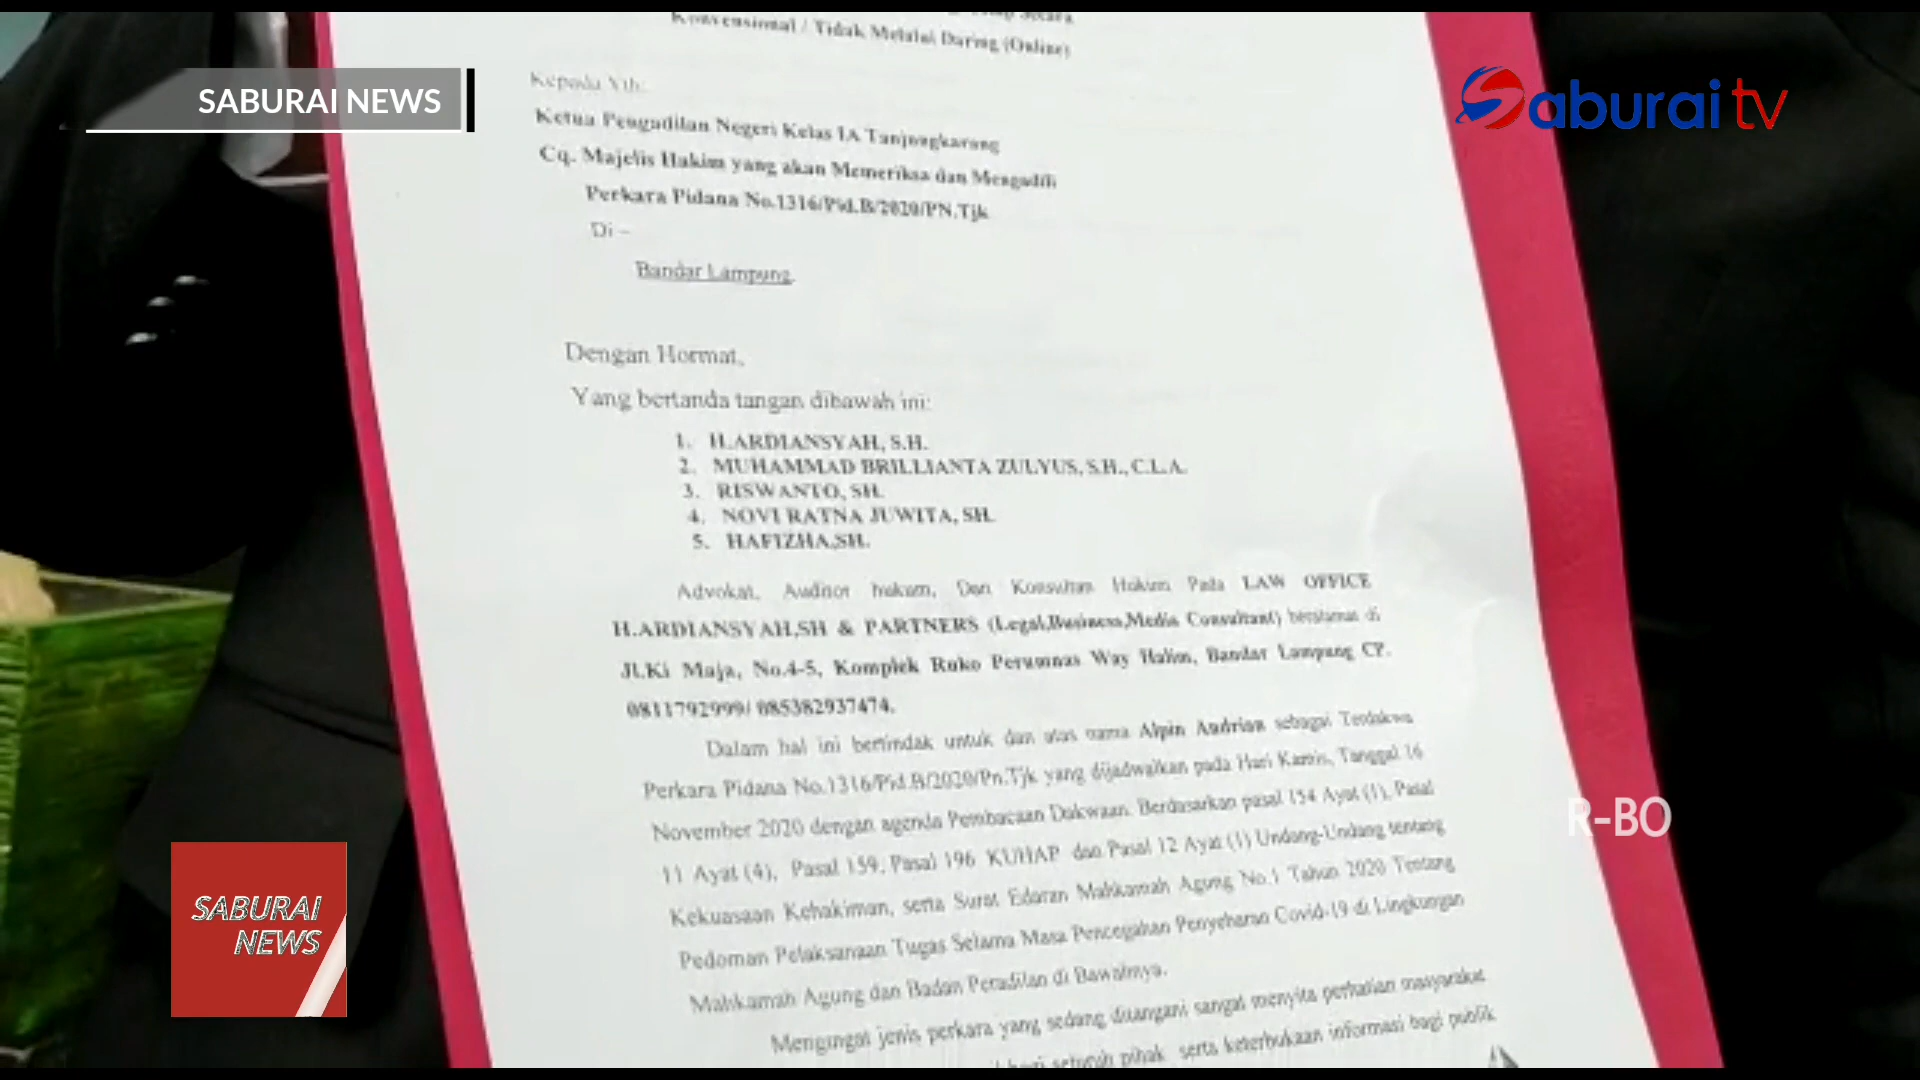 Konvensional / Tidak Melalui Daring (Online)
SABURAI NEWS
Saburai tv
Kepada Yth:
Ketua Pengadilan Negeri Kelas IA Tanjungkarang
Cq. Majelis Hakim yang akan Memeriksa dan Mengadili
Perkara Pidana No.1316/Pid.B/2020/PN.Tjk
Di –
Bandar Lampung
Dengan Hormat,
Yang bertanda tangan dibawah ini:
1. H.ARDIANSYAH, S.H.
2. MUHAMMAD BRILLIANTA ZULYUS, S.H., C.L.A.
3. RISWANTO, SH.
4. NOVI RATNA JUWITA, SH.
5. HAFIZHA,SH.
Advokat, Auditor hukum, Dan Konsultan Hukum Pada LAW OFFICE
H.ARDIANSYAH,SH & PARTNERS (Legal,Business,Media Consultant) beralamat di
Jl.Ki Maja, No.4-5, Komplek Ruko Perumnas Way Halim, Bandar Lampung CP.
0811792999/ 085382937474.
Dalam hal ini bertindak untuk dan atas nama Alpin Andrian sebagai Terdakwa
Perkara Pidana No.1316/Pid.B/2020/Pn.Tjk yang dijadwalkan pada Hari Kamis, Tanggal 16
November 2020 dengan agenda Pembacaan Dakwaan. Berdasarkan pasal 154 Ayat (1), Pasal
11 Ayat (4), Pasal 159, Pasal 196 KUHAP dan Pasal 12 Ayat (1) Undang-Undang tentang
Kekuasaan Kehakiman, serta Surat Edaran Mahkamah Agung No.1 Tahun 2020 Tentang
Pedoman Pelaksanaan Tugas Selama Masa Pencegahan Penyebaran Covid-19 di Lingkungan
Mahkamah Agung dan Badan Peradilan di Bawahnya.
Mengingat jenis perkara yang sedang ditangani sangat menyita perhatian masyarakat
bagi seluruh pihak serta keterbukaan informasi bagi publik
R-BO
SABURAI
NEWS